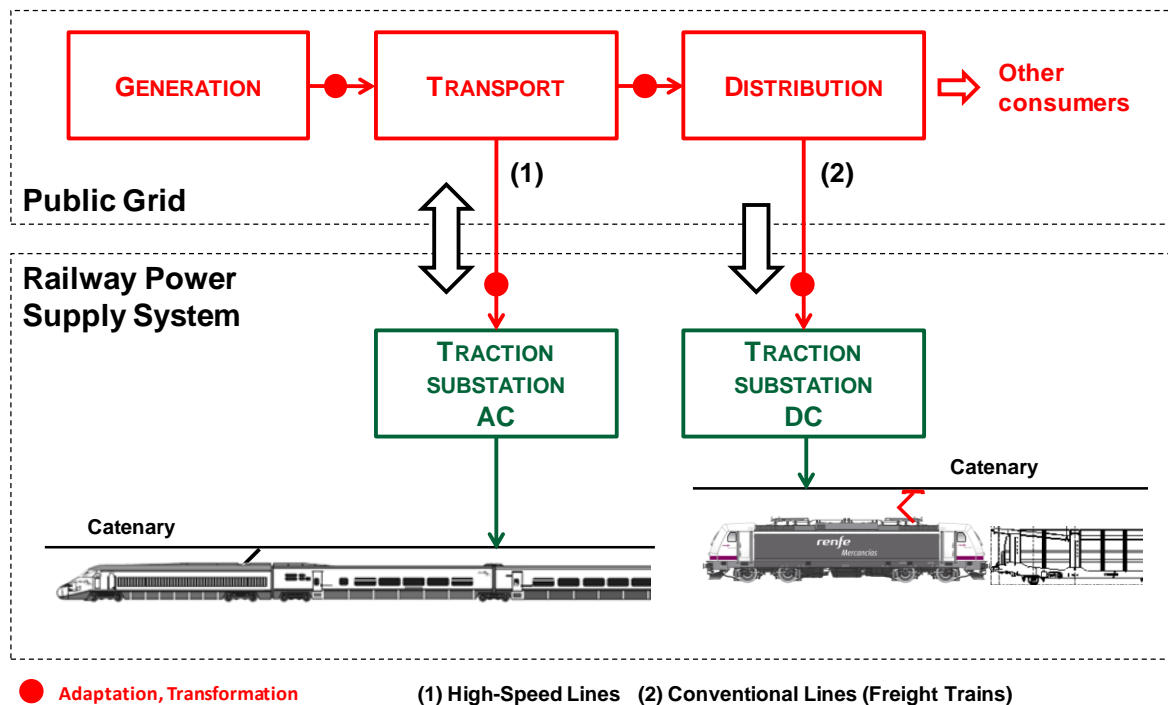 GENERATION
TRANSPORT
DISTRIBUTION
Other
consumers
(1)
(2)
Public Grid
Railway Power
Supply System
TRACTION
SUBSTATION
AC
TRACTION
SUBSTATION
DC
Catenary
Catenary
renfe
Mercancías
Adaptation, Transformation
(1) High-Speed Lines (2) Conventional Lines (Freight Trains)